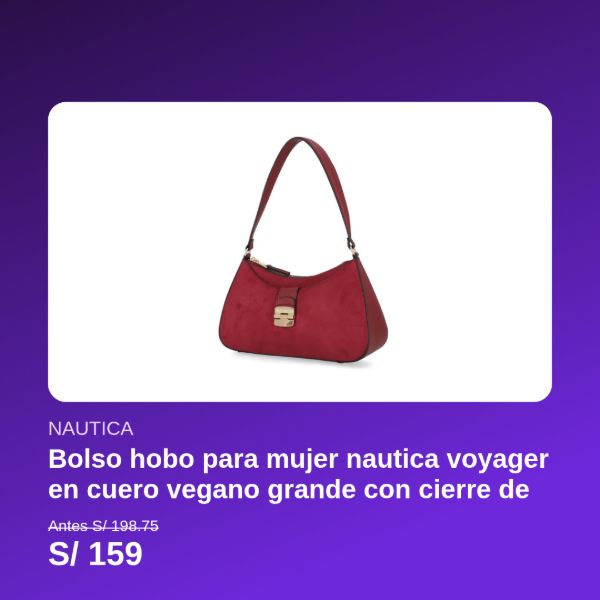 NAUTICA
Bolso hobo para mujer nautica voyager
en cuero vegano grande con cierre de
Antes S/ 198.75
S/ 159